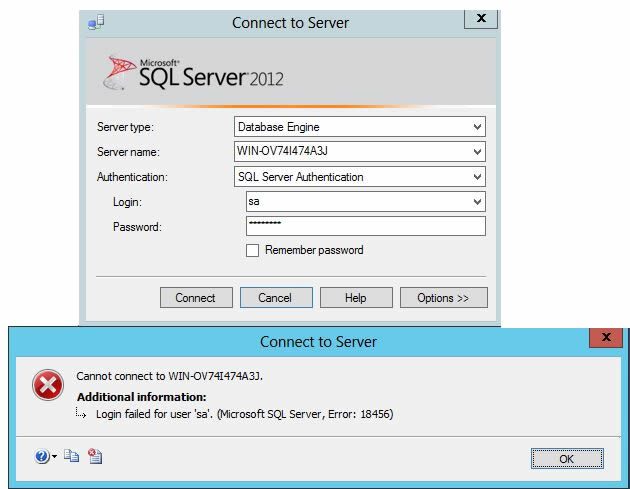 Connect to Server
x
Microsoft®
SQL Server 2012
Server type: Database Engine
Server name: WIN-OV74I474A3J
Authentication: SQL Server Authentication
Login: sa
Password: ********
Remember password
Connect Cancel Help Options >>
Connect to Server
x
Cannot connect to WIN-OV74I474A3J.
Additional information:
Login failed for user 'sa'. (Microsoft SQL Server, Error: 18456)
OK